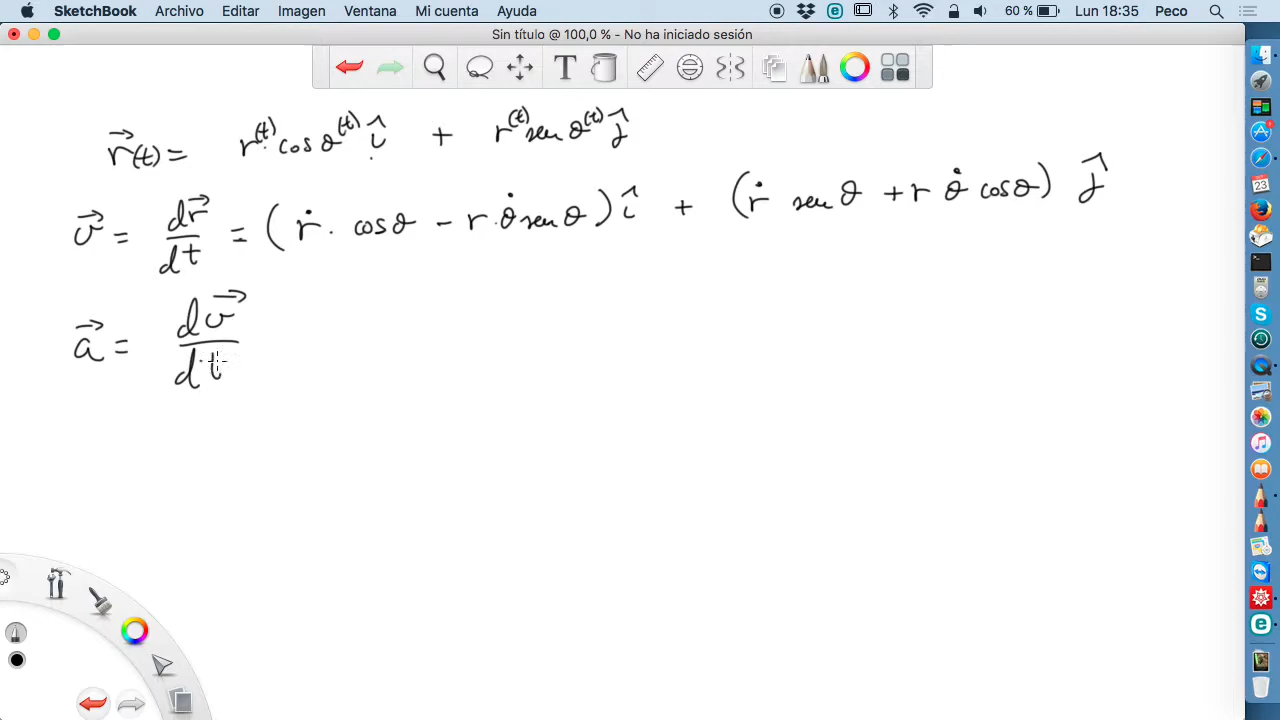 SketchBook Archivo Editar Imagen Ventana Mi cuenta Ayuda 60 % Lun 18:35 Peco
Sin título @ 100,0 % - No ha iniciado sesión
T
r⃗(t) = r(t) cos θ(t) î + r(t) sen θ(t) ĵ
v⃗ = dr⃗/dt = ( ṙ · cos θ − r · θ̇ sen θ ) î + ( ṙ sen θ + r θ̇ cos θ ) ĵ
a⃗ = dv⃗/dt
23